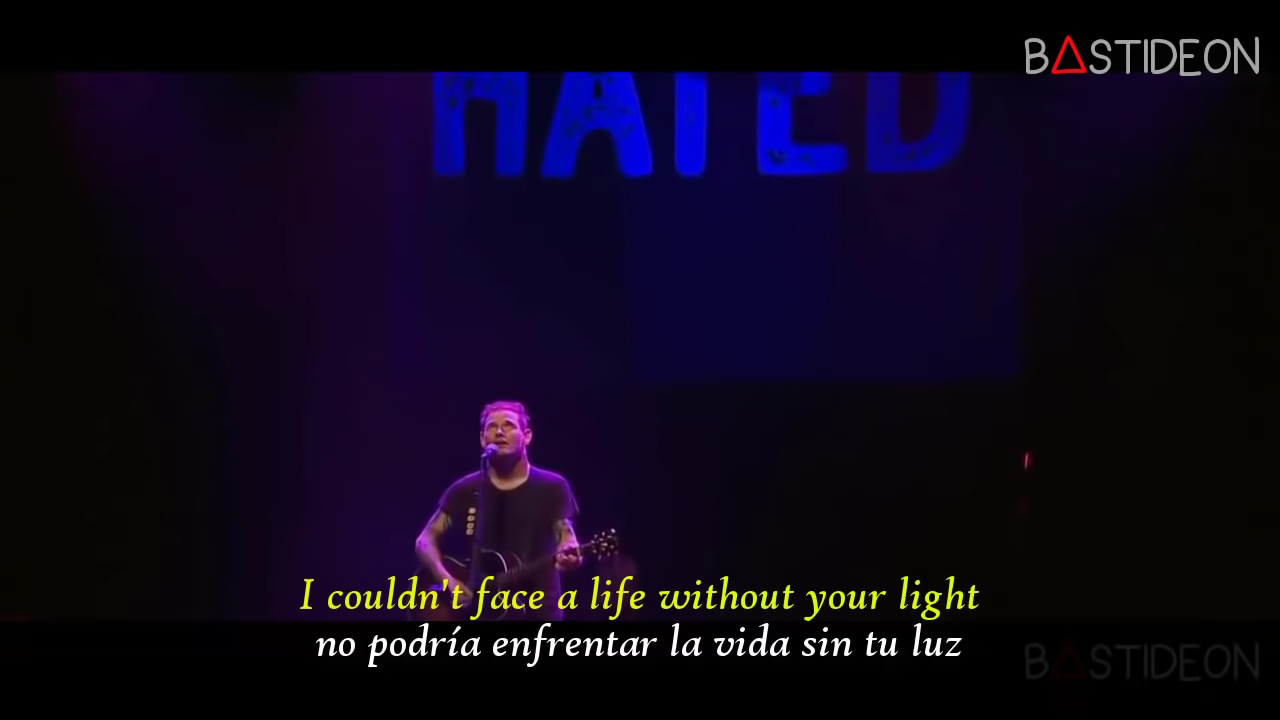 BASTIDEON
HATED
I couldn't face a life without your light
no podría enfrentar la vida sin tu luz
BASTIDEON